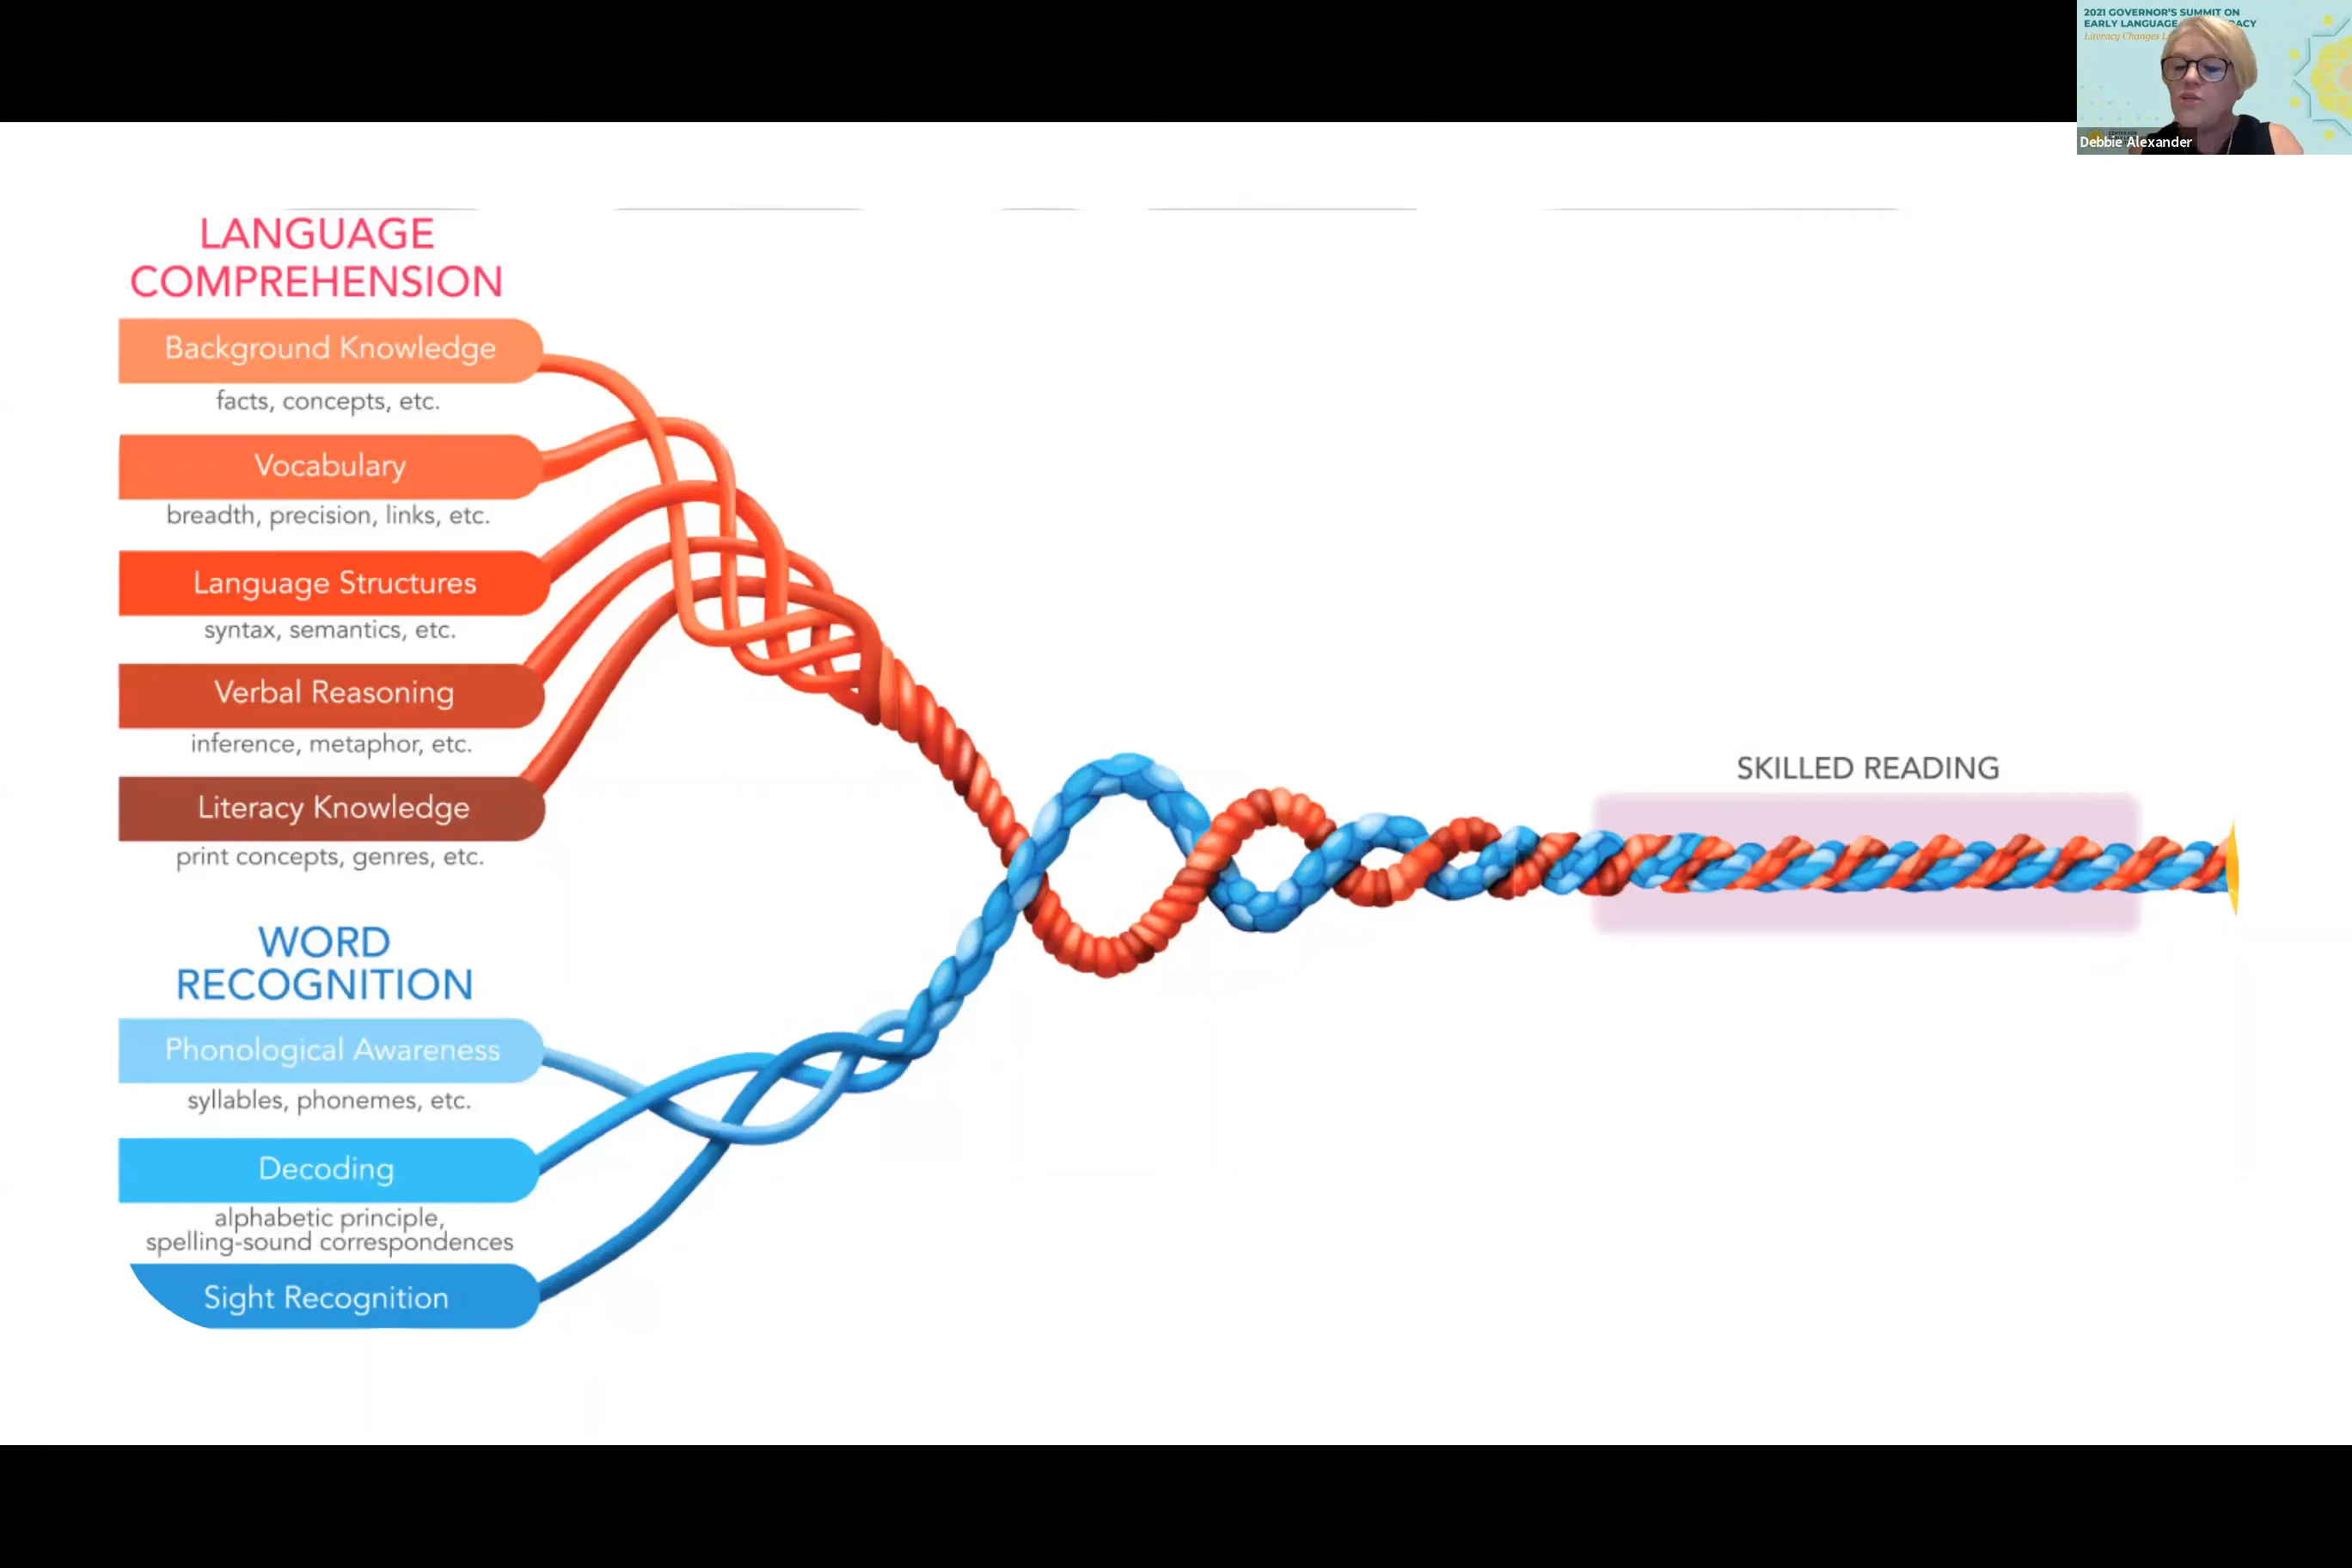 2021 GOVERNOR'S SUMMIT ON
EARLY LANGUAGE
Literacy Changes
Debbie Alexander
LANGUAGE
COMPREHENSION
Background Knowledge
facts, concepts, etc.
Vocabulary
breadth, precision, links, etc.
Language Structures
syntax, semantics, etc.
Verbal Reasoning
inference, metaphor, etc.
Literacy Knowledge
print concepts, genres, etc.
SKILLED READING
WORD
RECOGNITION
Phonological Awareness
syllables, phonemes, etc.
Decoding
alphabetic principle,
spelling-sound correspondences
Sight Recognition